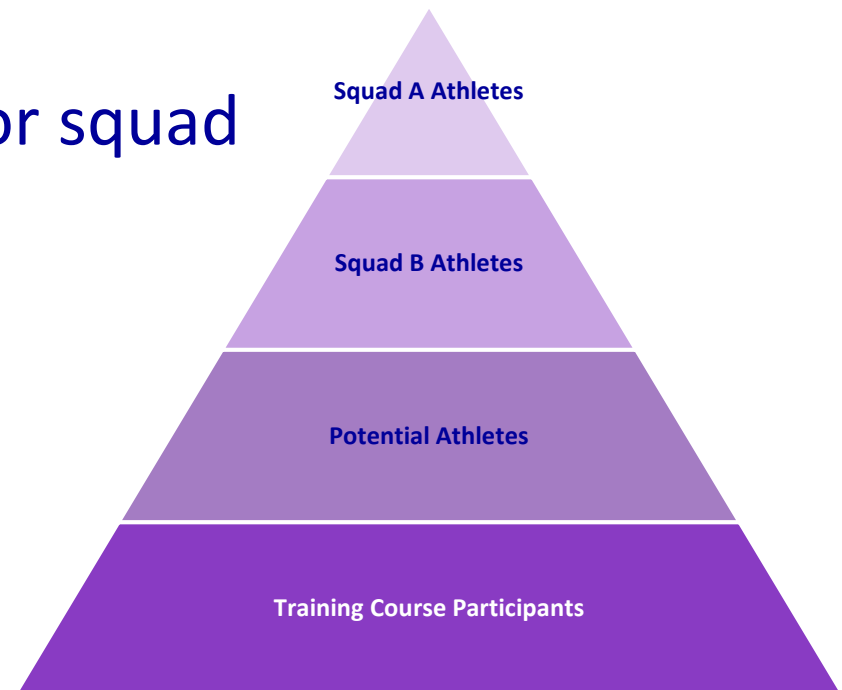 Squad A Athletes
or squad
Squad B Athletes
Potential Athletes
Training Course Participants